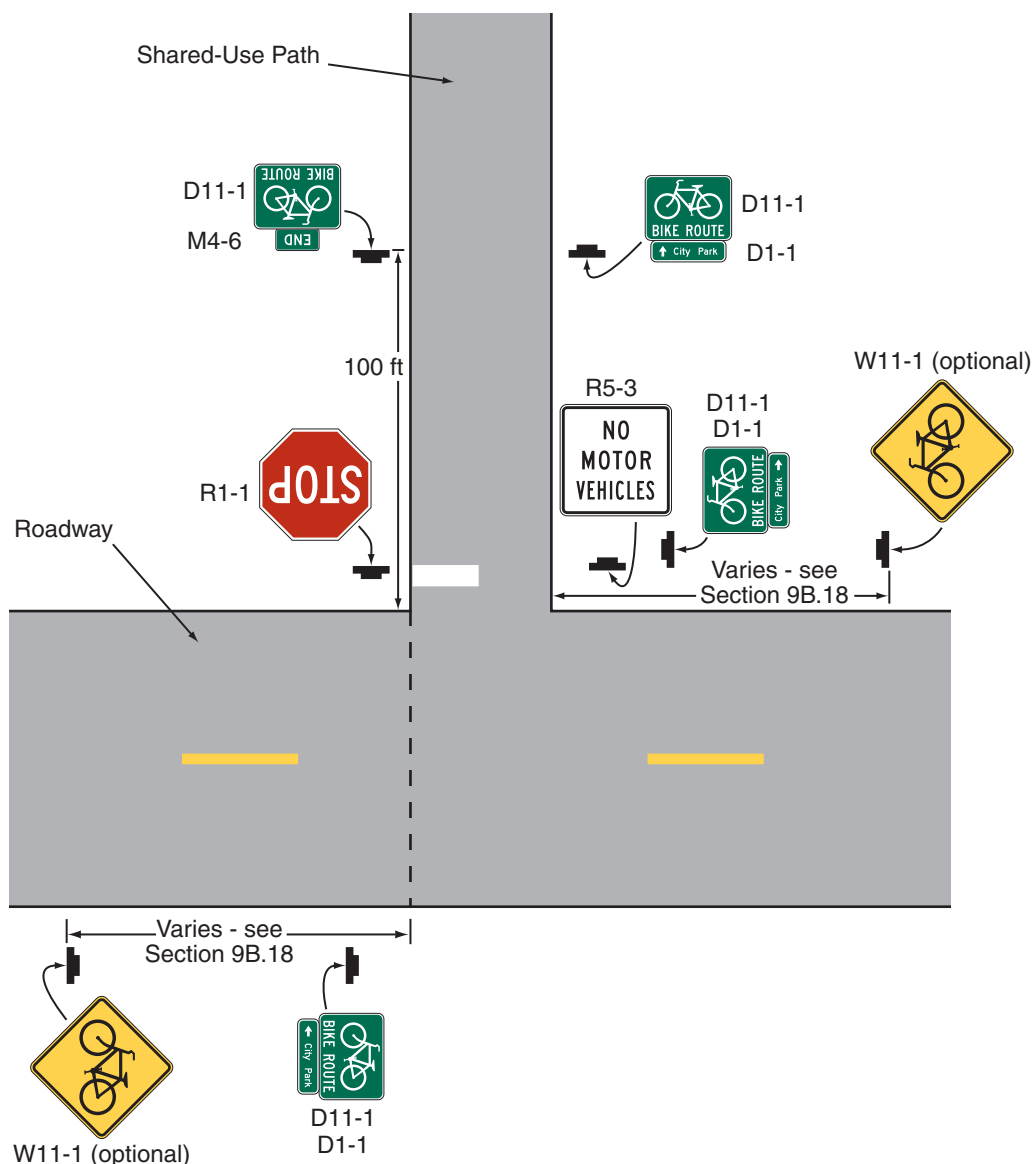 Shared-Use Path
D11-1
M4-6
BIKE ROUTE
END
BIKE ROUTE
↑ City Park
D11-1
D1-1
100 ft
W11-1 (optional)
R5-3
NO
MOTOR
VEHICLES
D11-1
D1-1
BIKE ROUTE
City Park →
R1-1
STOP
Roadway
Varies - see
Section 9B.18
Varies - see
Section 9B.18
← City Park
BIKE ROUTE
D11-1
D1-1
W11-1 (optional)